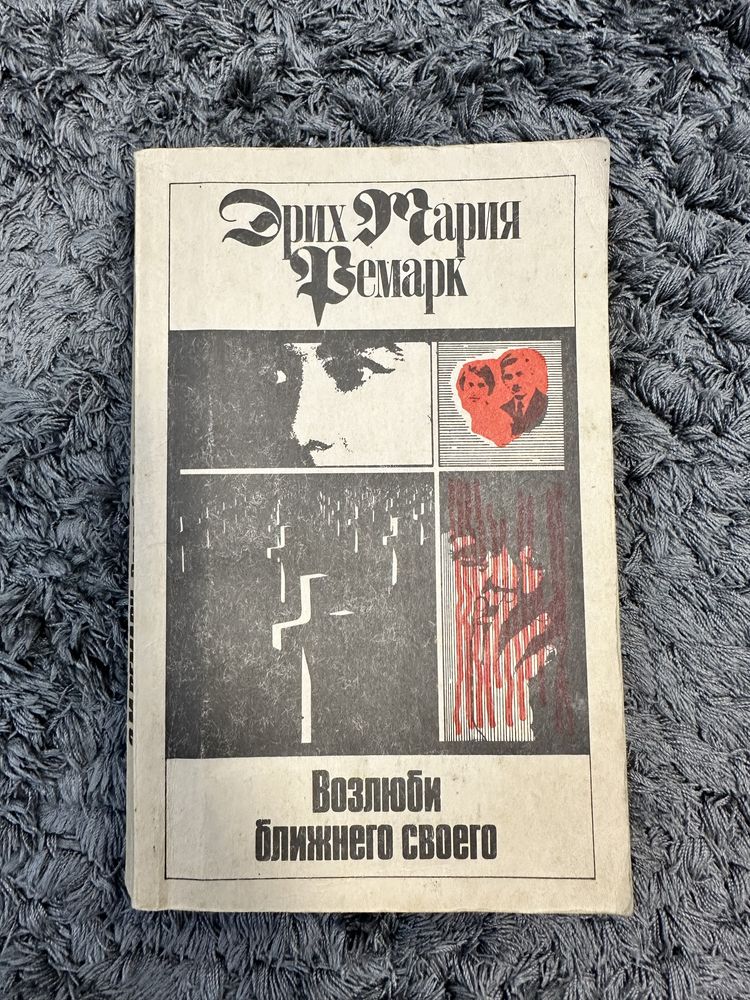 Эрих Мария
Ремарк
Возлюби
ближнего своего